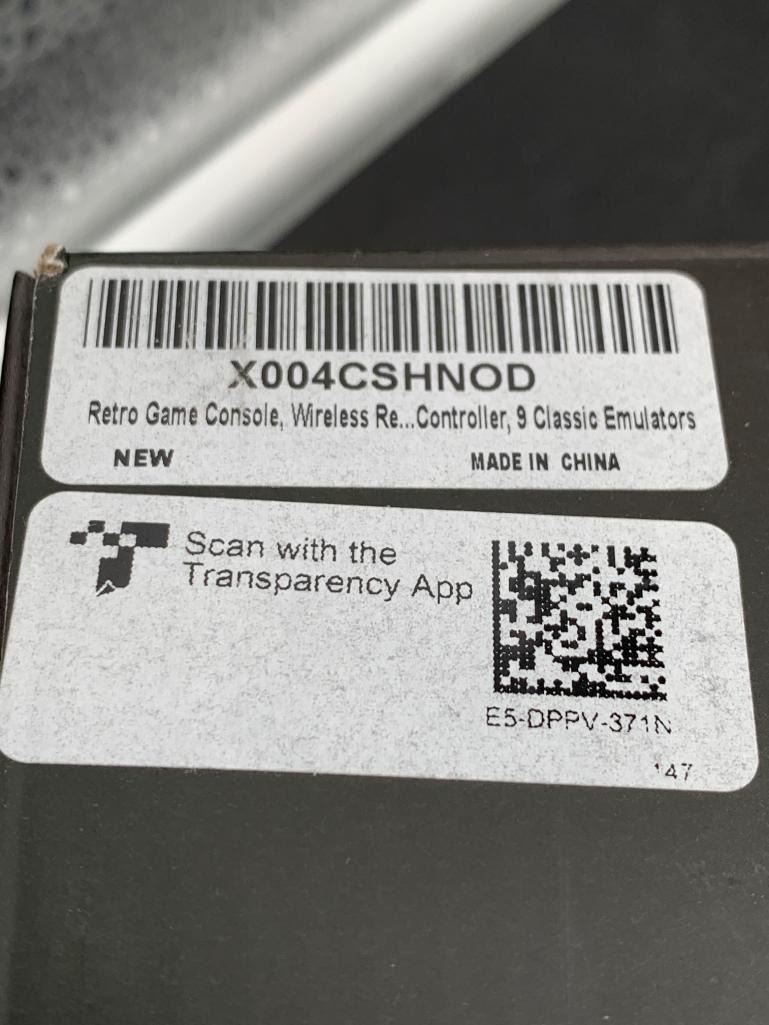 X004CSHNOD
Retro Game Console, Wireless Re...Controller, 9 Classic Emulators
NEW
MADE IN CHINA
Scan with the
Transparency App
E5-DPPV-371N
147